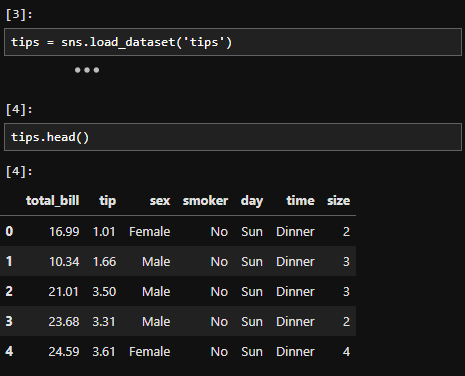 [3]:
tips = sns.load_dataset('tips')
•••
[4]:
tips.head()
[4]:
total_bill tip sex smoker day time size
0 16.99 1.01 Female No Sun Dinner 2
1 10.34 1.66 Male No Sun Dinner 3
2 21.01 3.50 Male No Sun Dinner 3
3 23.68 3.31 Male No Sun Dinner 2
4 24.59 3.61 Female No Sun Dinner 4